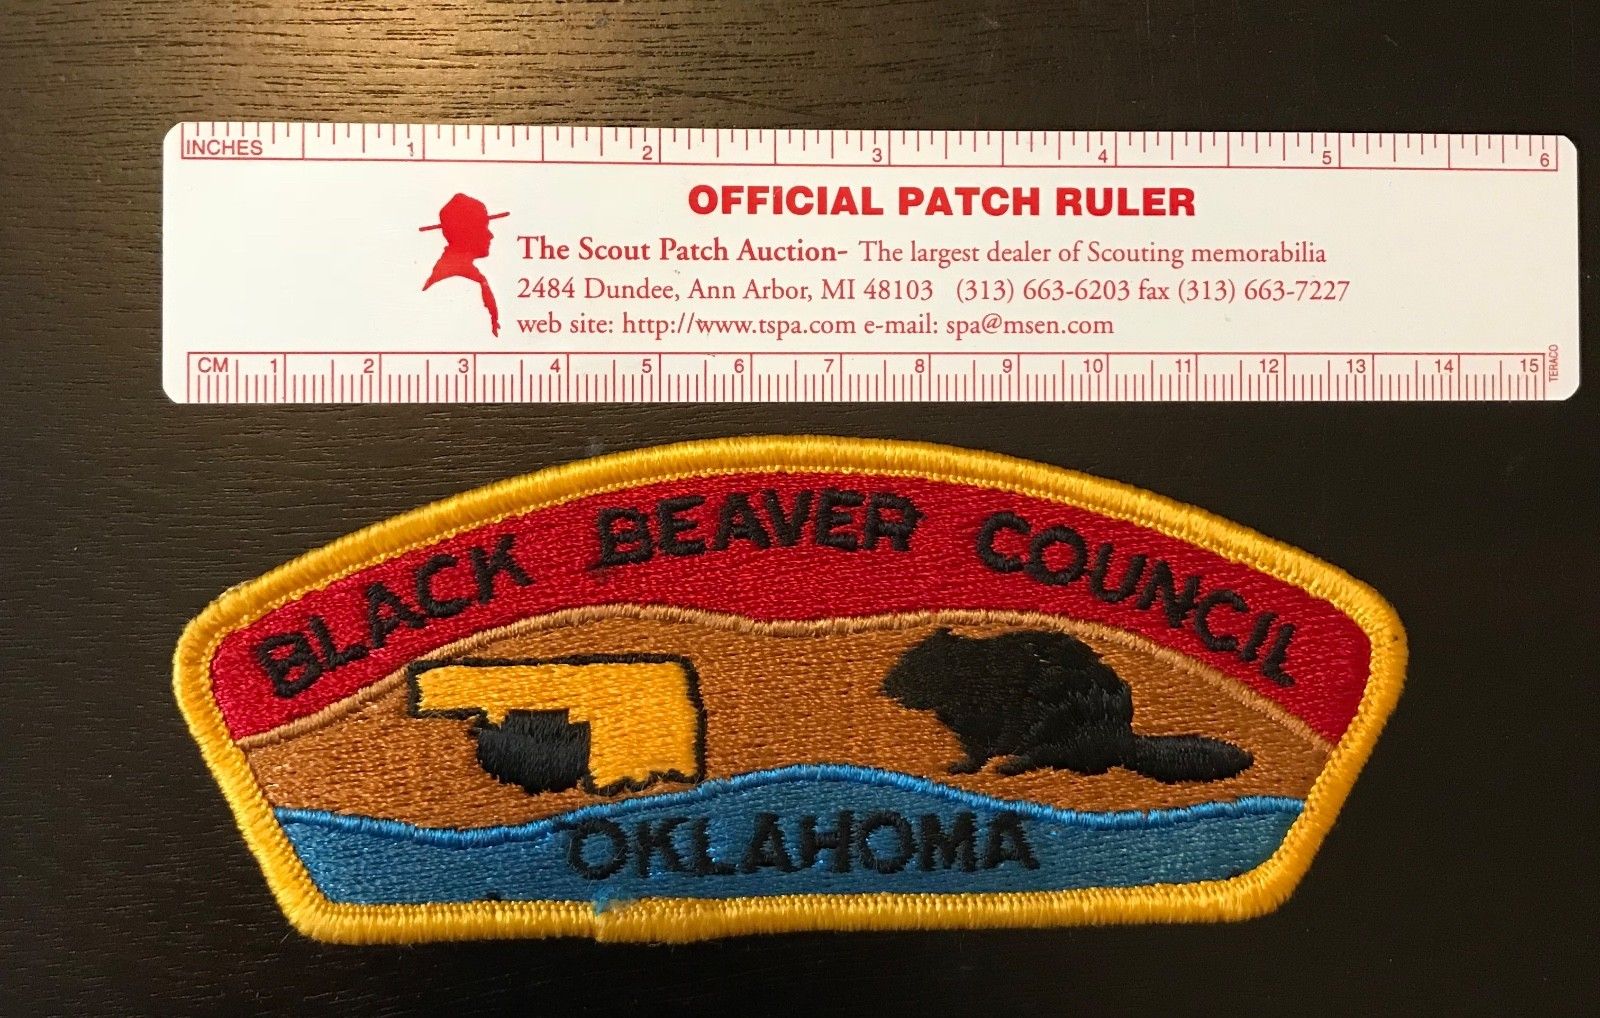 INCHES 1 2 3 4 5 6
OFFICIAL PATCH RULER
The Scout Patch Auction- The largest dealer of Scouting memorabilia
2484 Dundee, Ann Arbor, MI 48103 (313) 663-6203 fax (313) 663-7227
web site: http://www.tspa.com e-mail: spa@msen.com
CM 1 2 3 4 5 6 7 8 9 10 11 12 13 14 15
TERACO
BLACK BEAVER COUNCIL
OKLAHOMA